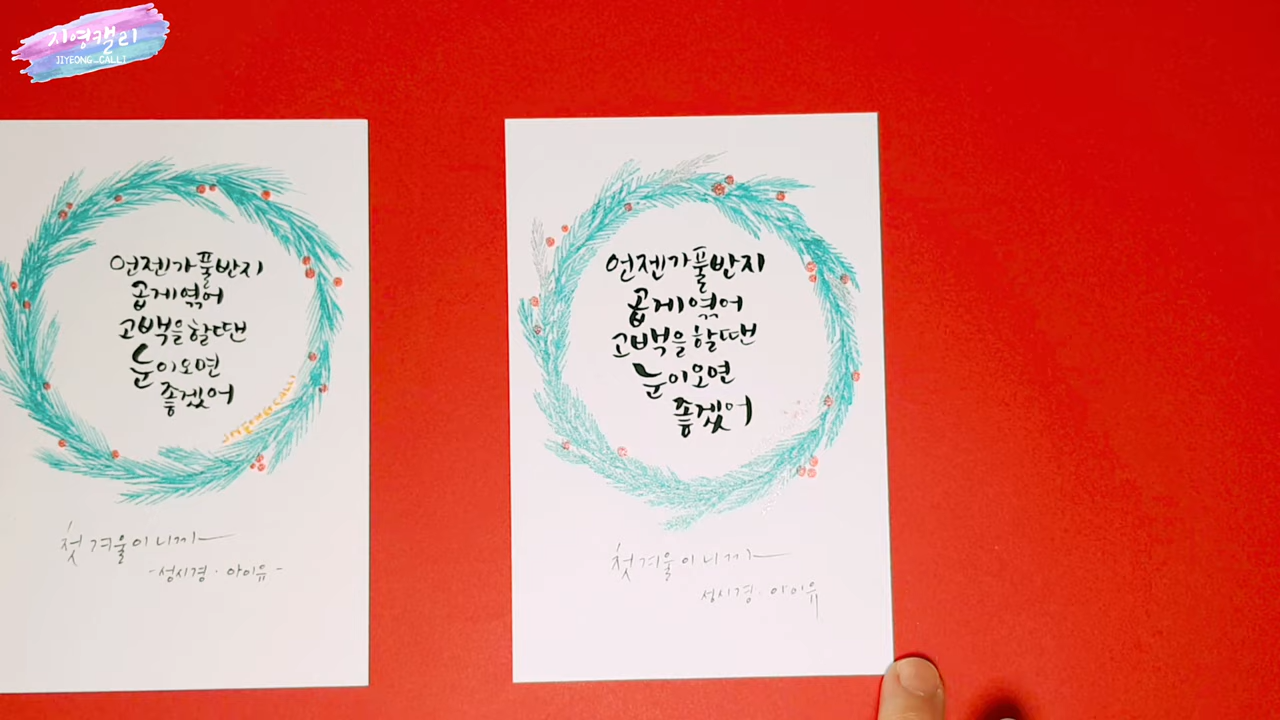 지영캘리
JIYEONG_CALLI
언젠가풀반지
곱게엮어
고백을할땐
눈이오면
좋겠어
JIYEONG CALLI
첫겨울이니까
-성시경·아이유-
언젠가풀반지
곱게엮어
고백을할땐
눈이오면
좋겠어
첫겨울이니까
성시경·아이유